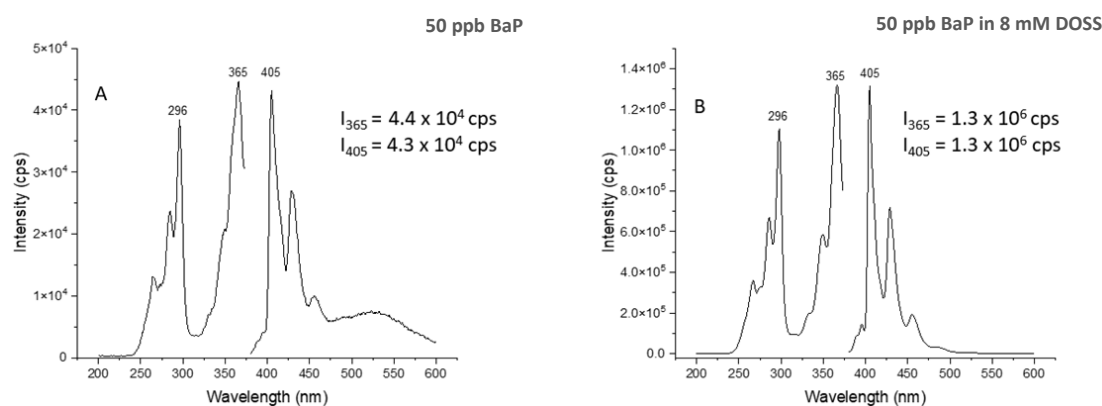 50 ppb BaP
A
296
365
405
I₃₆₅ = 4.4 x 10⁴ cps
I₄₀₅ = 4.3 x 10⁴ cps
5×10⁴
4×10⁴
3×10⁴
2×10⁴
1×10⁴
0
Intensity (cps)
200 250 300 350 400 450 500 550 600
Wavelength (nm)
50 ppb BaP in 8 mM DOSS
B
296
365
405
I₃₆₅ = 1.3 x 10⁶ cps
I₄₀₅ = 1.3 x 10⁶ cps
1.4×10⁶
1.2×10⁶
1.0×10⁶
8.0×10⁵
6.0×10⁵
4.0×10⁵
2.0×10⁵
0.0
Intensity (cps)
200 250 300 350 400 450 500 550 600
Wavelength (nm)